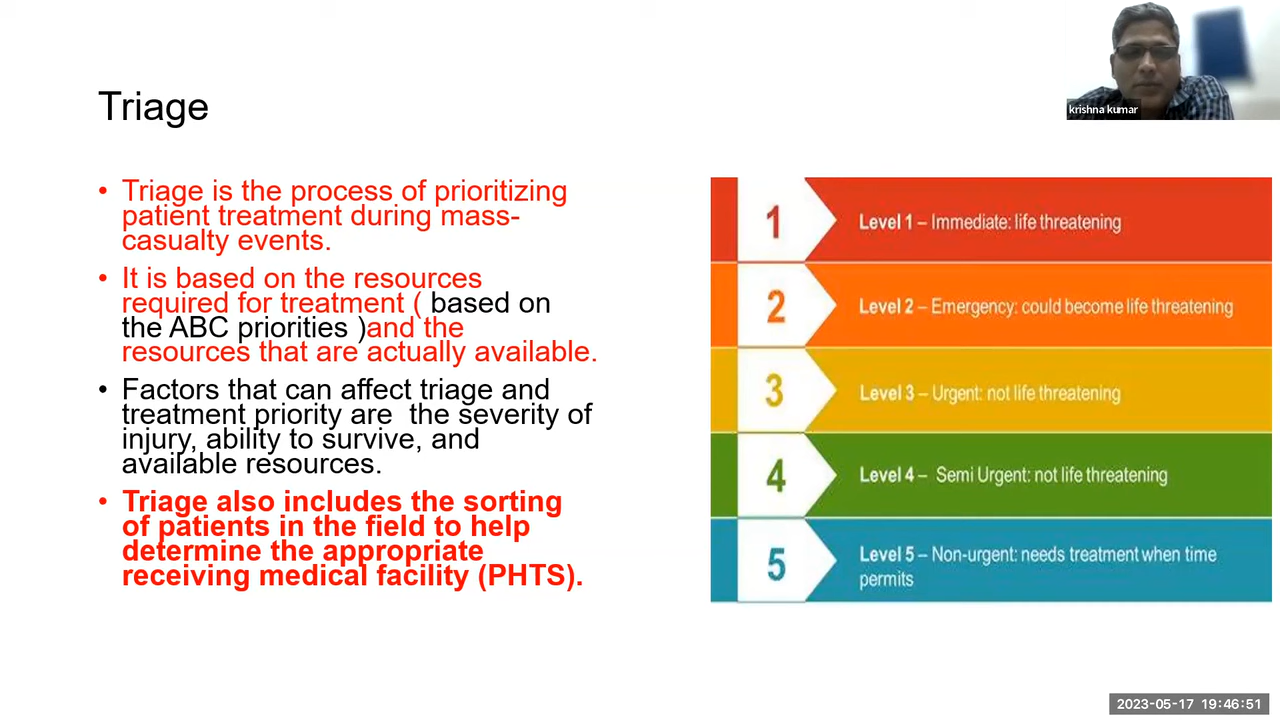 Triage
• Triage is the process of prioritizing
patient treatment during mass-
casualty events.
• It is based on the resources
required for treatment ( based on
the ABC priorities )and the
resources that are actually available.
• Factors that can affect triage and
treatment priority are  the severity of
injury, ability to survive, and
available resources.
• Triage also includes the sorting
of patients in the field to help
determine the appropriate
receiving medical facility (PHTS).
krishna kumar
1
Level 1 – Immediate: life threatening
2
Level 2 – Emergency: could become life threatening
3
Level 3 – Urgent: not life threatening
4
Level 4 –  Semi Urgent: not life threatening
5
Level 5 – Non-urgent: needs treatment when time
permits
2023-05-17 19:46:51